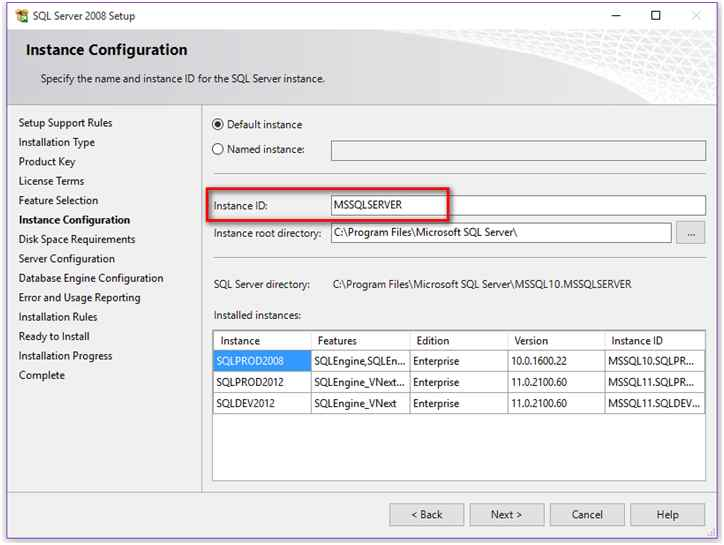 SQL Server 2008 Setup
Instance Configuration
Specify the name and instance ID for the SQL Server instance.
Setup Support Rules
Installation Type
Product Key
License Terms
Feature Selection
Instance Configuration
Disk Space Requirements
Server Configuration
Database Engine Configuration
Error and Usage Reporting
Installation Rules
Ready to Install
Installation Progress
Complete
Default instance
Named instance:
Instance ID: MSSQLSERVER
Instance root directory: C:\Program Files\Microsoft SQL Server\ ...
SQL Server directory: C:\Program Files\Microsoft SQL Server\MSSQL10.MSSQLSERVER
Installed instances:
Instance Features Edition Version Instance ID
SQLPROD2008 SQLEngine,SQLEn... Enterprise 10.0.1600.22 MSSQL10.SQLPR...
SQLPROD2012 SQLEngine_VNext... Enterprise 11.0.2100.60 MSSQL11.SQLPR...
SQLDEV2012 SQLEngine_VNext Enterprise 11.0.2100.60 MSSQL11.SQLDEV...
< Back Next > Cancel Help